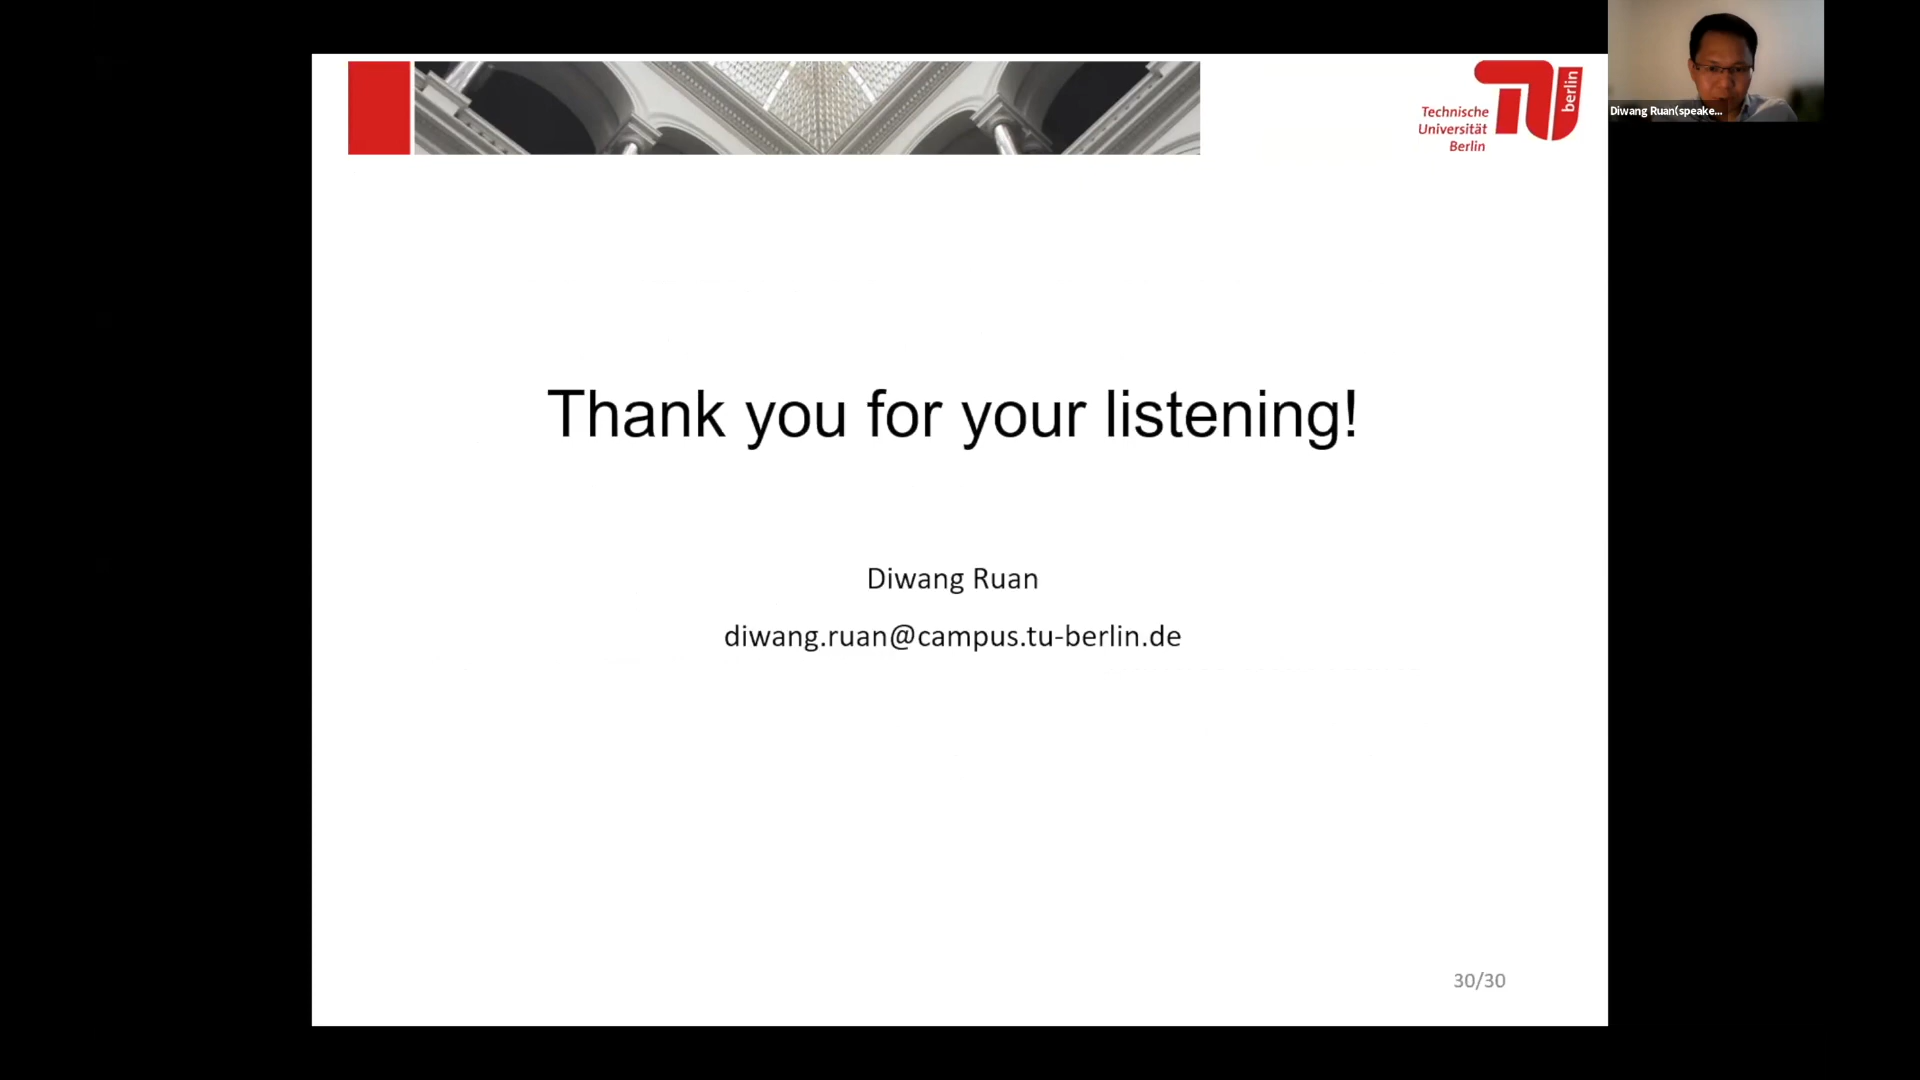 Technische
Universität
Berlin
berlin
Diwang Ruan(speake...
Thank you for your listening!
Diwang Ruan
diwang.ruan@campus.tu-berlin.de
30/30